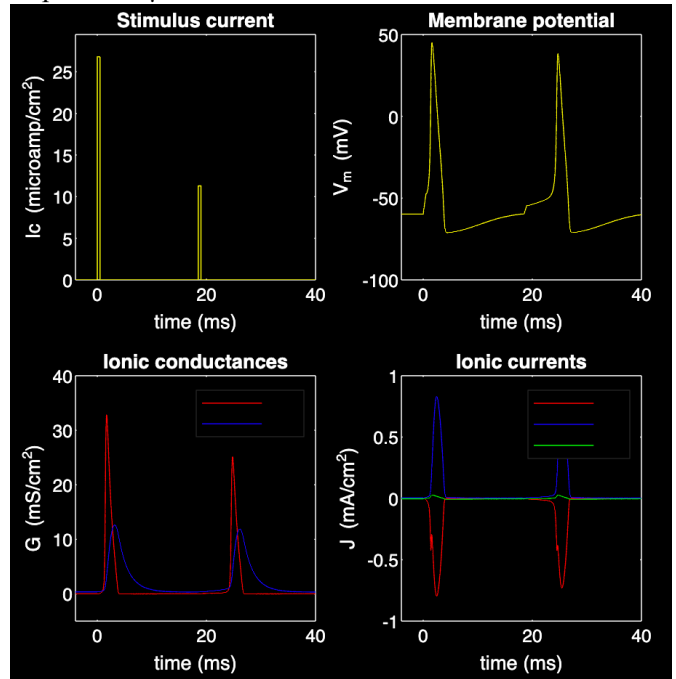 Stimulus current
Ic (microamp/cm²)
25
20
15
10
5
0
0
20
40
time (ms)
Membrane potential
Vₘ (mV)
50
0
-50
-100
0
20
40
time (ms)
Ionic conductances
G (mS/cm²)
40
30
20
10
0
0
20
40
time (ms)
Ionic currents
J (mA/cm²)
1
0.5
0
-0.5
-1
0
20
40
time (ms)